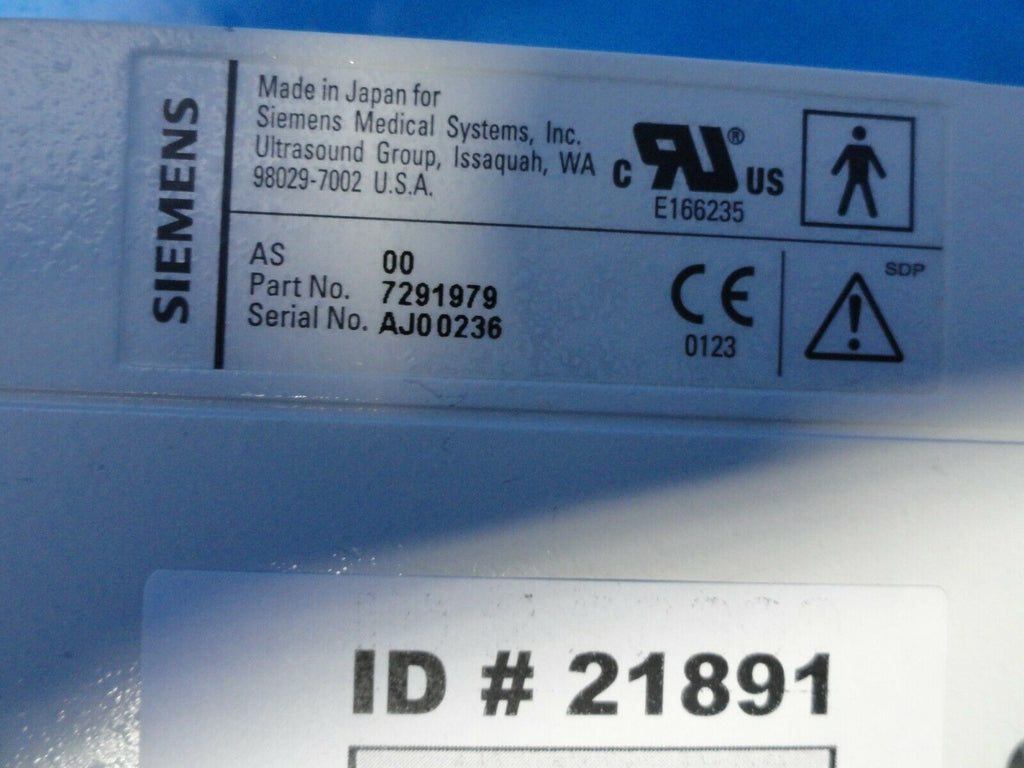 SIEMENS
Made in Japan for
Siemens Medical Systems, Inc.
Ultrasound Group, Issaquah, WA
98029-7002 U.S.A.
C RU® US
E166235
AS 00
Part No. 7291979
Serial No. AJ00236
CE
0123
SDP
ID # 21891